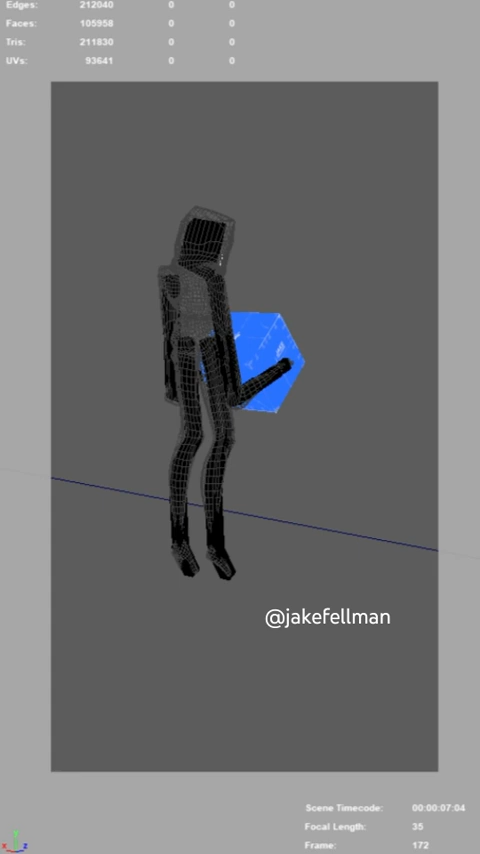 Edges: 212040 0 0
Faces: 105958 0 0
Tris: 211830 0 0
UVs: 93641 0 0
@jakefellman
Scene Timecode: 00:00:07:04
Focal Length: 35
Frame: 172
y
x z